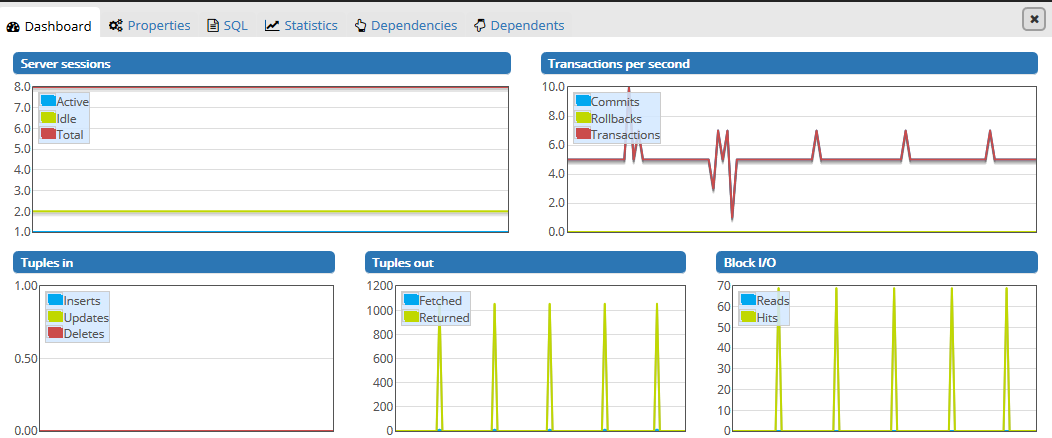 Dashboard Properties SQL Statistics Dependencies Dependents
Server sessions
8.0
7.0
6.0
5.0
4.0
3.0
2.0
1.0
Active
Idle
Total
Transactions per second
10.0
8.0
6.0
4.0
2.0
0.0
Commits
Rollbacks
Transactions
Tuples in
1.00
0.50
0.00
Inserts
Updates
Deletes
Tuples out
1200
1000
800
600
400
200
0
Fetched
Returned
Block I/O
70
60
50
40
30
20
10
0
Reads
Hits